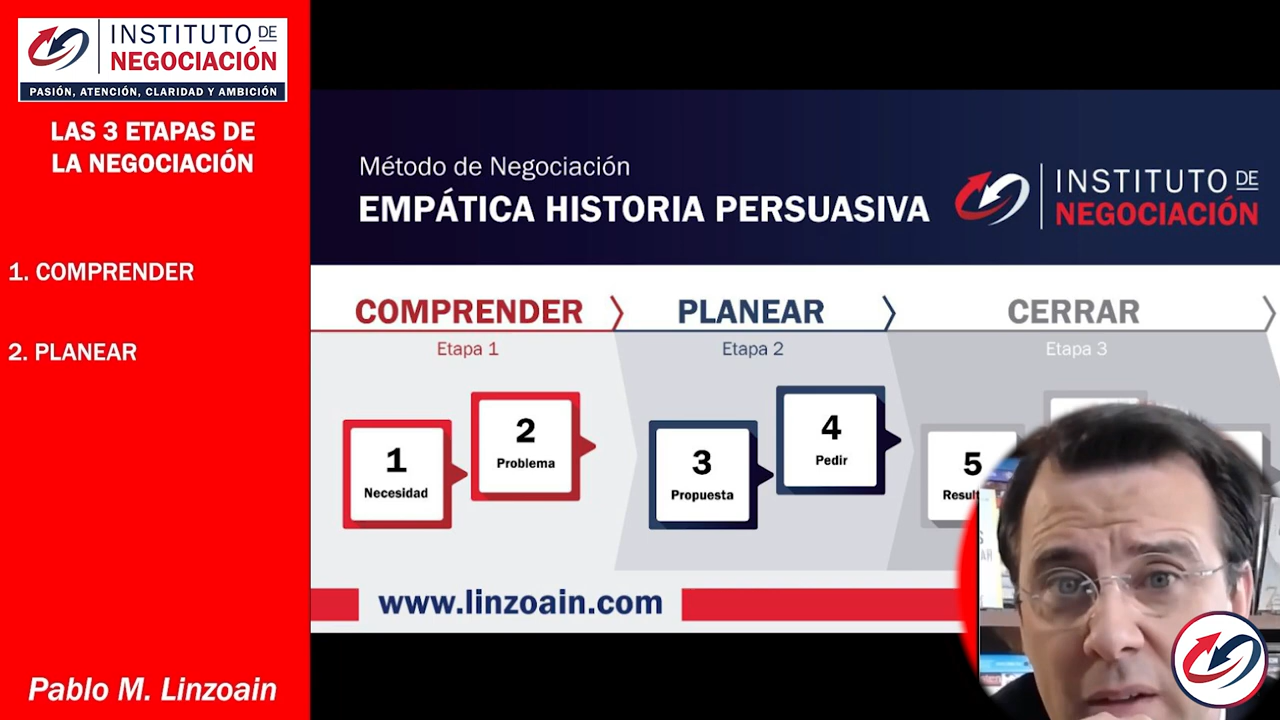 INSTITUTO DE
NEGOCIACIÓN
PASIÓN, ATENCIÓN, CLARIDAD Y AMBICIÓN
LAS 3 ETAPAS DE
LA NEGOCIACIÓN
1. COMPRENDER
2. PLANEAR
Pablo M. Linzoain
Método de Negociación
EMPÁTICA HISTORIA PERSUASIVA
INSTITUTO DE
NEGOCIACIÓN
COMPRENDER
Etapa 1
PLANEAR
Etapa 2
CERRAR
Etapa 3
1
Necesidad
2
Problema
3
Propuesta
4
Pedir
5
www.linzoain.com